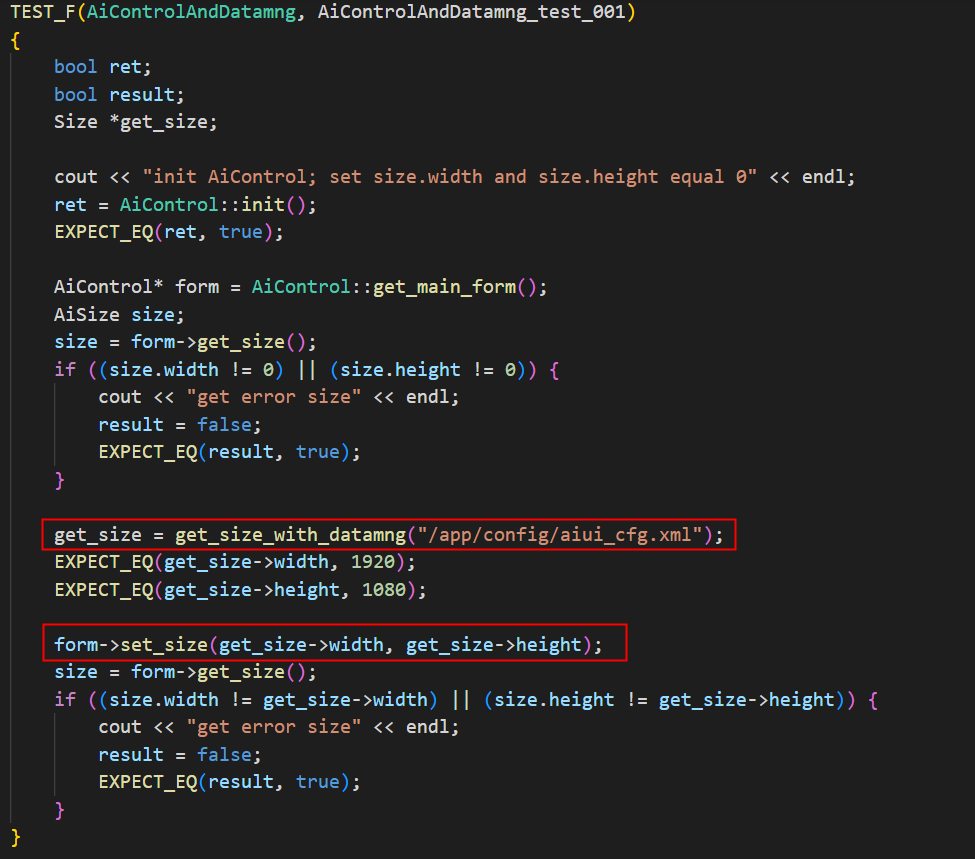 TEST_F(AiControlAndDatamng, AiControlAndDatamng_test_001)
{
    bool ret;
    bool result;
    Size *get_size;

    cout << "init AiControl; set size.width and size.height equal 0" << endl;
    ret = AiControl::init();
    EXPECT_EQ(ret, true);

    AiControl* form = AiControl::get_main_form();
    AiSize size;
    size = form->get_size();
    if ((size.width != 0) || (size.height != 0)) {
        cout << "get error size" << endl;
        result = false;
        EXPECT_EQ(result, true);
    }

    get_size = get_size_with_datamng("/app/config/aiui_cfg.xml");
    EXPECT_EQ(get_size->width, 1920);
    EXPECT_EQ(get_size->height, 1080);

    form->set_size(get_size->width, get_size->height);
    size = form->get_size();
    if ((size.width != get_size->width) || (size.height != get_size->height)) {
        cout << "get error size" << endl;
        result = false;
        EXPECT_EQ(result, true);
    }
}